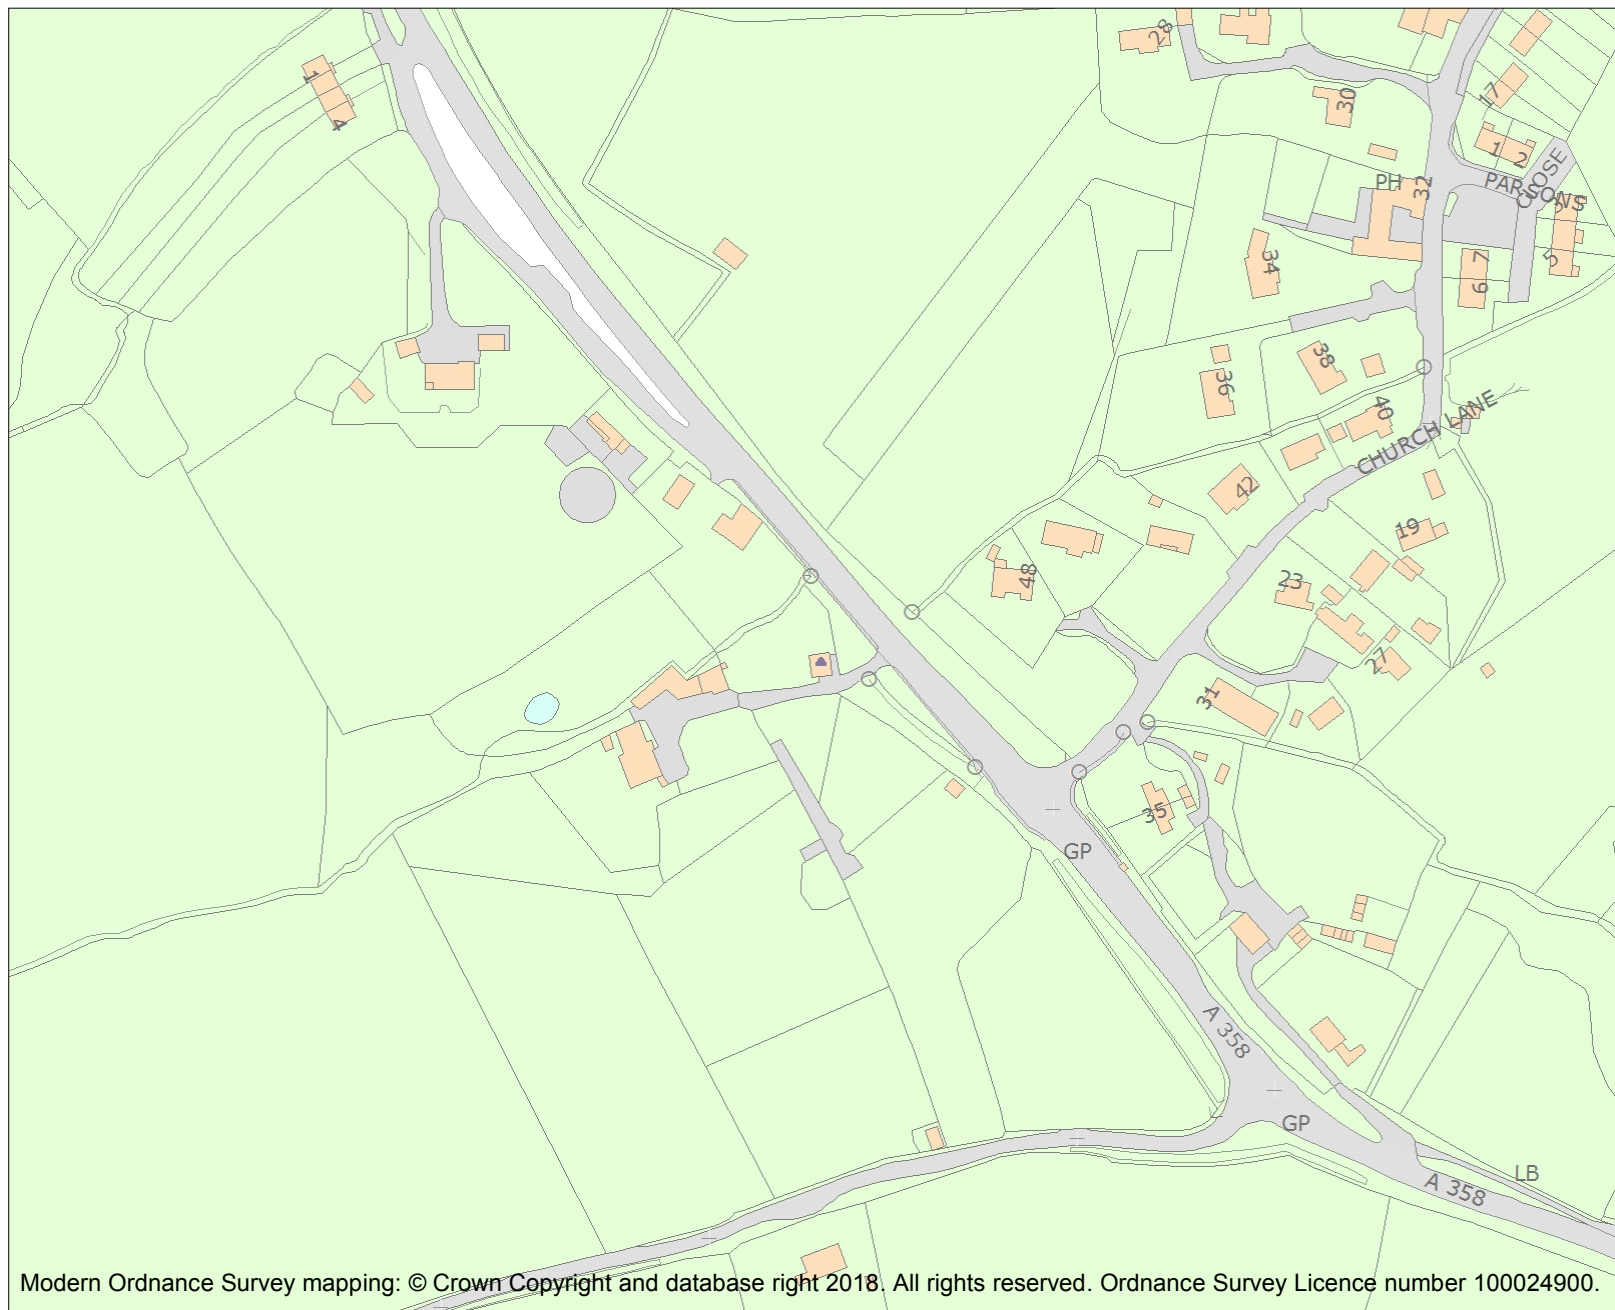 28
1
4
30
17
1 2
CLOSE
PH
32
PARSONS
3
34
5
7
6
38
36
40
CHURCH LANE
42
19
48
23
27
31
35
GP
A 358
GP
LB
A 358
Modern Ordnance Survey mapping: © Crown Copyright and database right 2018. All rights reserved. Ordnance Survey Licence number 100024900.